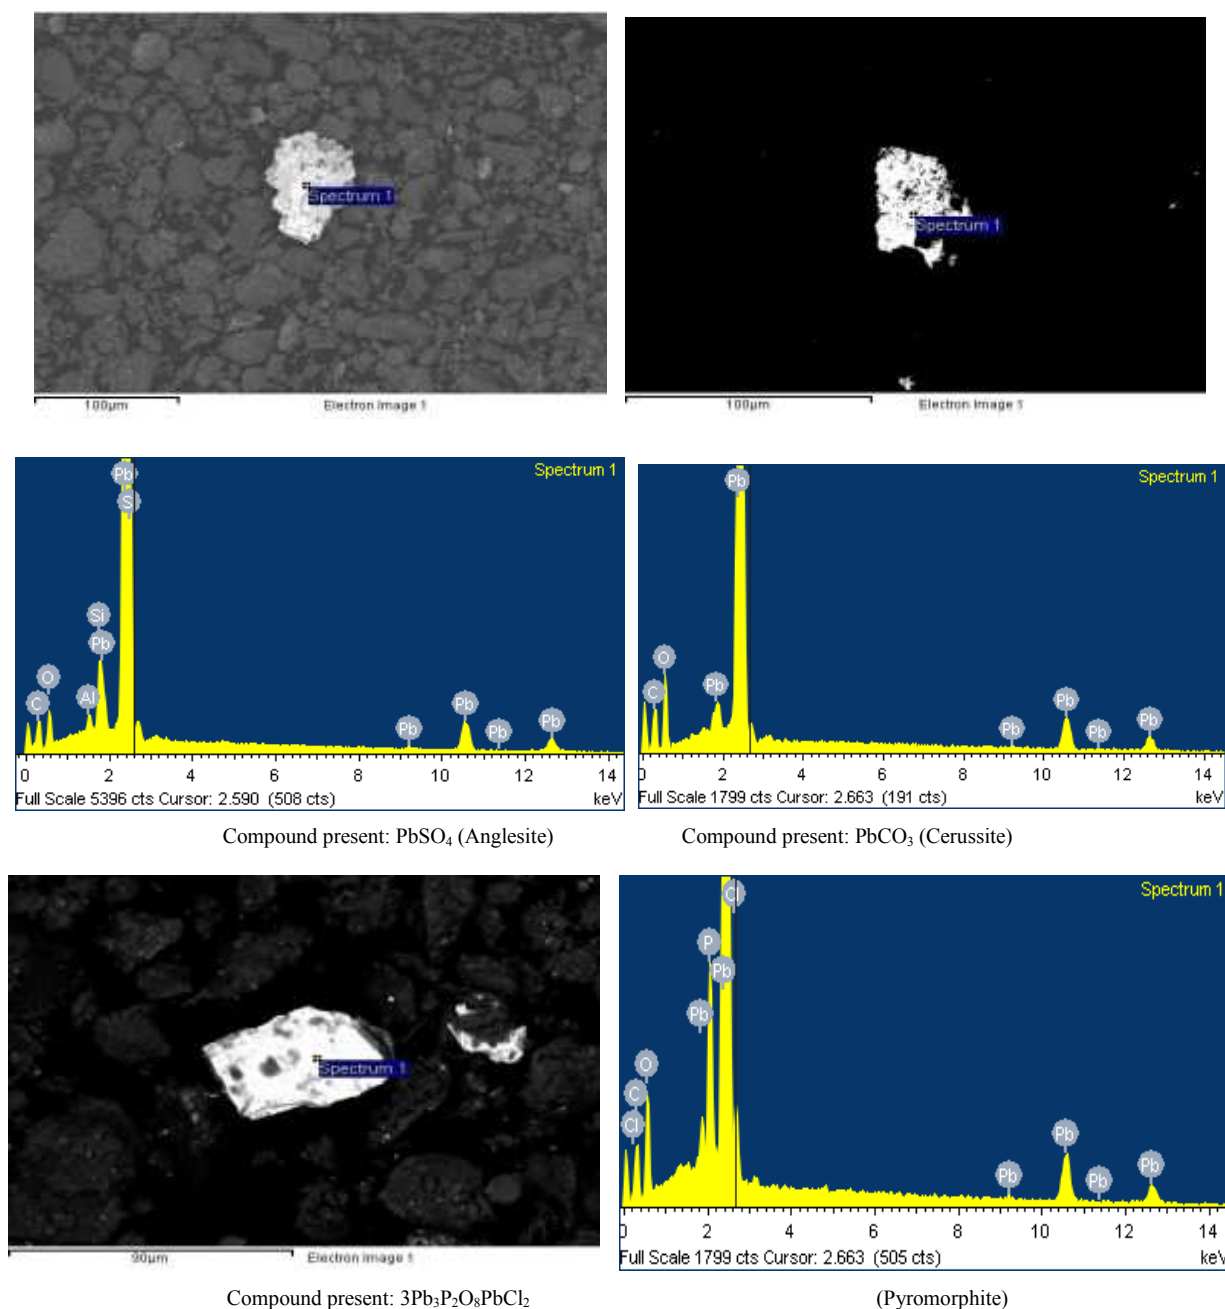 Spectrum 1
Spectrum 1
100µm Electron Image 1
100µm Electron Image 1
Spectrum 1
Pb
S
Si
Pb
O
C
Al
Pb
Pb
Pb
Pb
0 2 4 6 8 10 12 14
Full Scale 5396 cts Cursor: 2.590 (508 cts) keV
Spectrum 1
Pb
O
C
Pb
Pb
Pb
Pb
Pb
0 2 4 6 8 10 12 14
Full Scale 1799 cts Cursor: 2.663 (191 cts) keV
Compound present: PbSO₄ (Anglesite) Compound present: PbCO₃ (Cerussite)
Spectrum 1
90µm Electron Image 1
Spectrum 1
Cl
P
Pb
Pb
O
C
Cl
Pb
Pb
Pb
Pb
0 2 4 6 8 10 12 14
Full Scale 1799 cts Cursor: 2.663 (505 cts) keV
Compound present: 3Pb₃P₂O₈PbCl₂ (Pyromorphite)